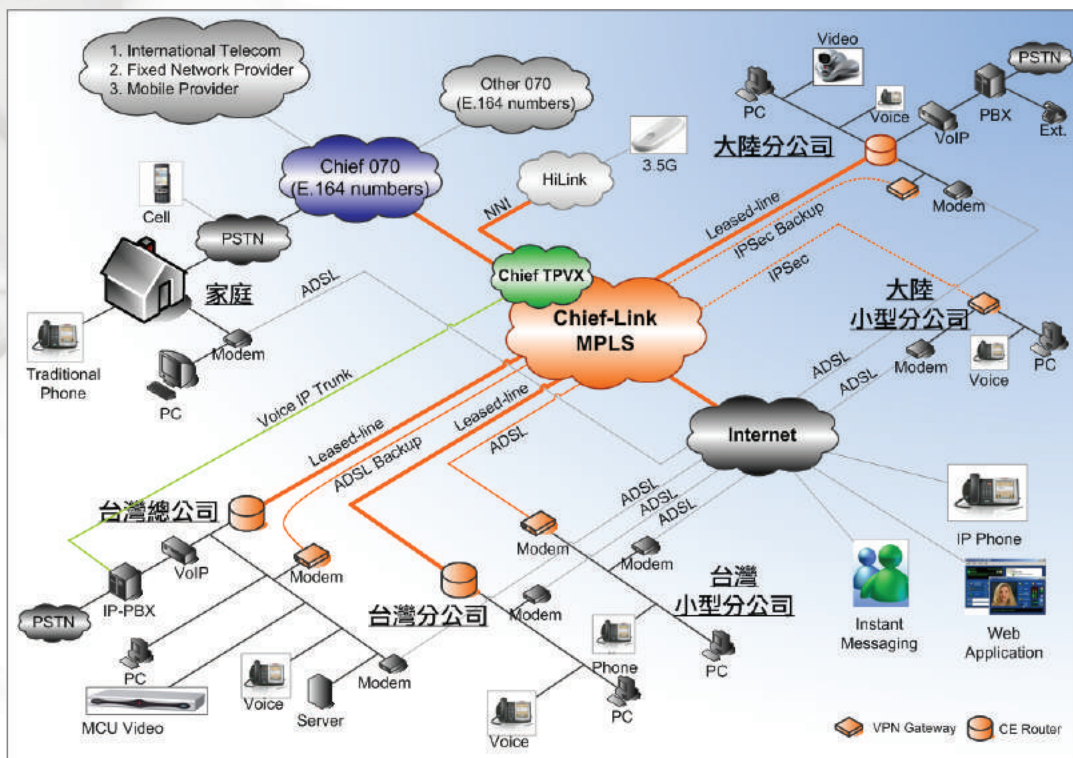 1. International Telecom
2. Fixed Network Provider
3. Mobile Provider
Other 070
(E.164 numbers)
Chief 070
(E.164 numbers)
HiLink
3.5G
NNI
Cell
PSTN
家庭
ADSL
Traditional
Phone
PC
Modem
Chief TPVX
Chief-Link
MPLS
Video
PC
Voice
VoIP
PBX
PSTN
Ext.
大陸分公司
Modem
Leased-line
IPSec Backup
IPSec
大陸
小型分公司
Modem
Voice
PC
ADSL
ADSL
Internet
Voice IP Trunk
Leased-line
ADSL Backup
Leased-line
ADSL
ADSL
ADSL
ADSL
台灣總公司
VoIP
IP-PBX
PSTN
Modem
PC
MCU Video
Voice
Server
Modem
台灣分公司
Modem
Voice
PC
Modem
Modem
台灣
小型分公司
Phone
PC
IP Phone
Instant
Messaging
Web
Application
VPN Gateway
CE Router